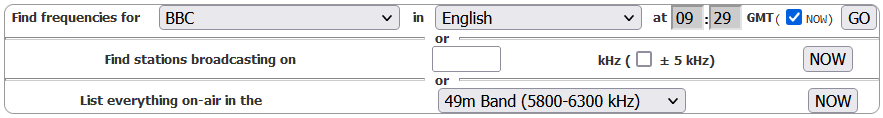 Find frequencies for BBC in English at 09 : 29 GMT ( NOW) GO
or
Find stations broadcasting on kHz ( ± 5 kHz) NOW
or
List everything on-air in the 49m Band (5800-6300 kHz) NOW